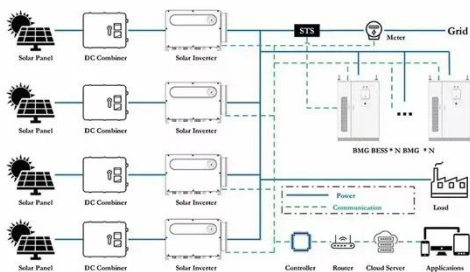 STS
Meter
Grid
Solar Panel
DC Combiner
Solar Inverter
Solar Panel
DC Combiner
Solar Inverter
BMG BESS * N BMG * N
Solar Panel
DC Combiner
Solar Inverter
Power
Communication
Load
Solar Panel
DC Combiner
Solar Inverter
Controller
Router
Cloud Server
Applications